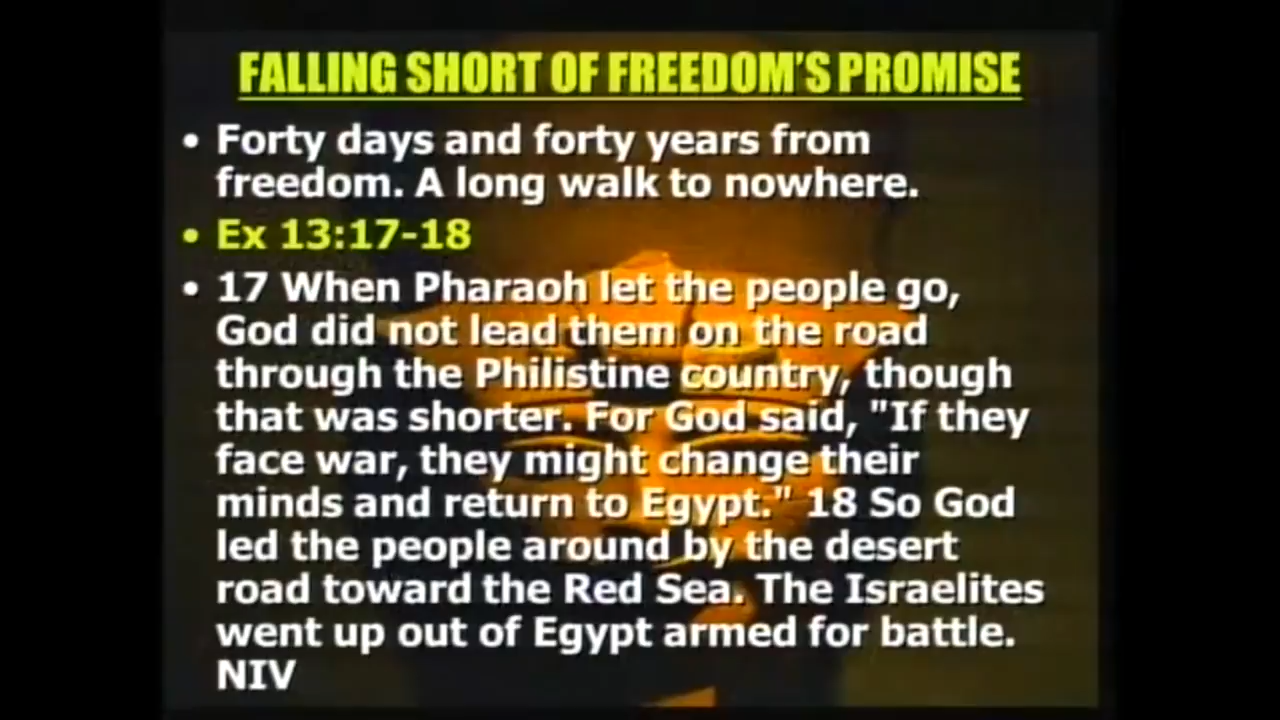 FALLING SHORT OF FREEDOM'S PROMISE
• Forty days and forty years from
freedom. A long walk to nowhere.
• Ex 13:17-18
• 17 When Pharaoh let the people go,
God did not lead them on the road
through the Philistine country, though
that was shorter. For God said, "If they
face war, they might change their
minds and return to Egypt." 18 So God
led the people around by the desert
road toward the Red Sea. The Israelites
went up out of Egypt armed for battle.
NIV